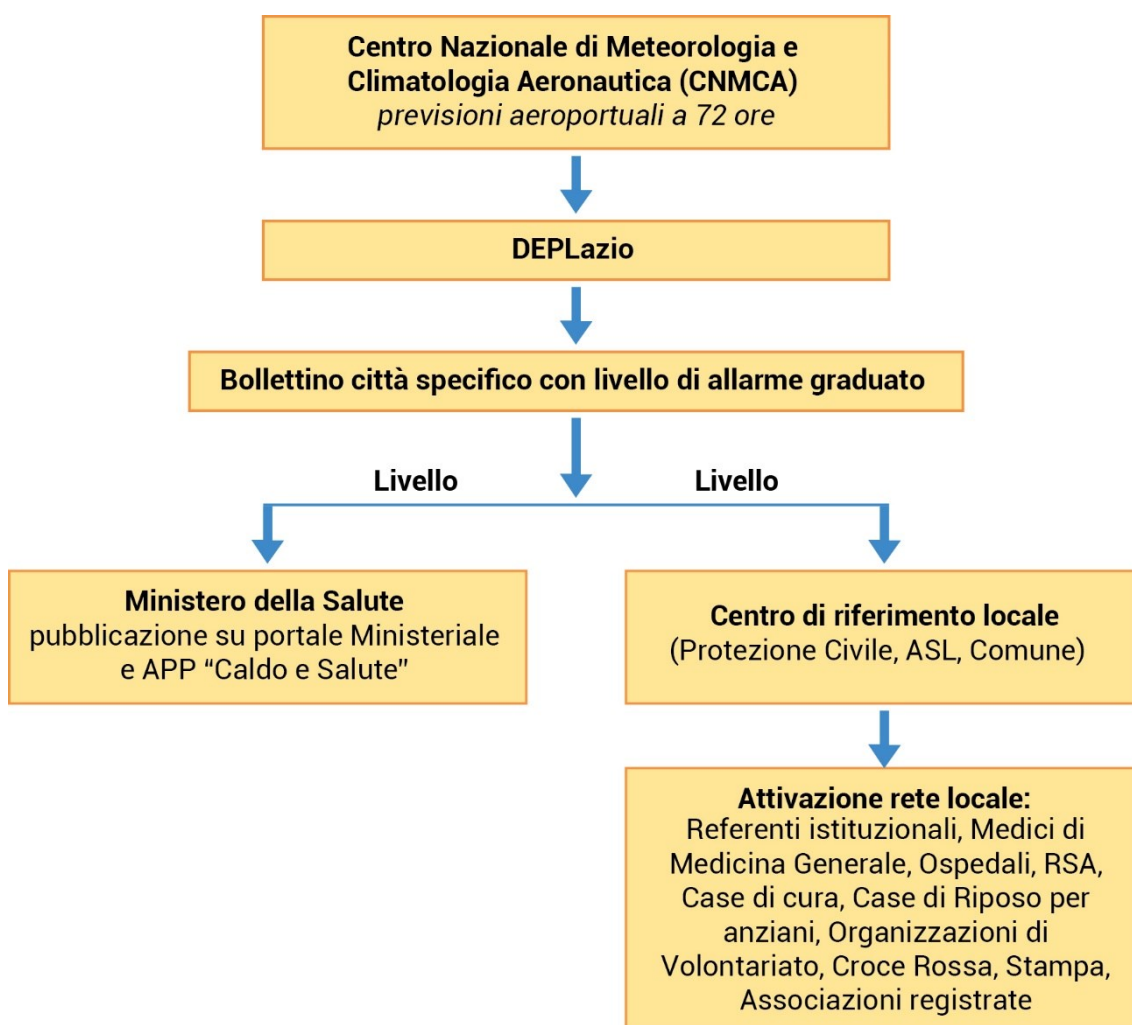 Centro Nazionale di Meteorologia e
Climatologia Aeronautica (CNMCA)
previsioni aeroportuali a 72 ore
DEPLazio
Bollettino città specifico con livello di allarme graduato
Livello
Livello
Ministero della Salute
pubblicazione su portale Ministeriale
e APP “Caldo e Salute”
Centro di riferimento locale
(Protezione Civile, ASL, Comune)
Attivazione rete locale:
Referenti istituzionali, Medici di
Medicina Generale, Ospedali, RSA,
Case di cura, Case di Riposo per
anziani, Organizzazioni di
Volontariato, Croce Rossa, Stampa,
Associazioni registrate